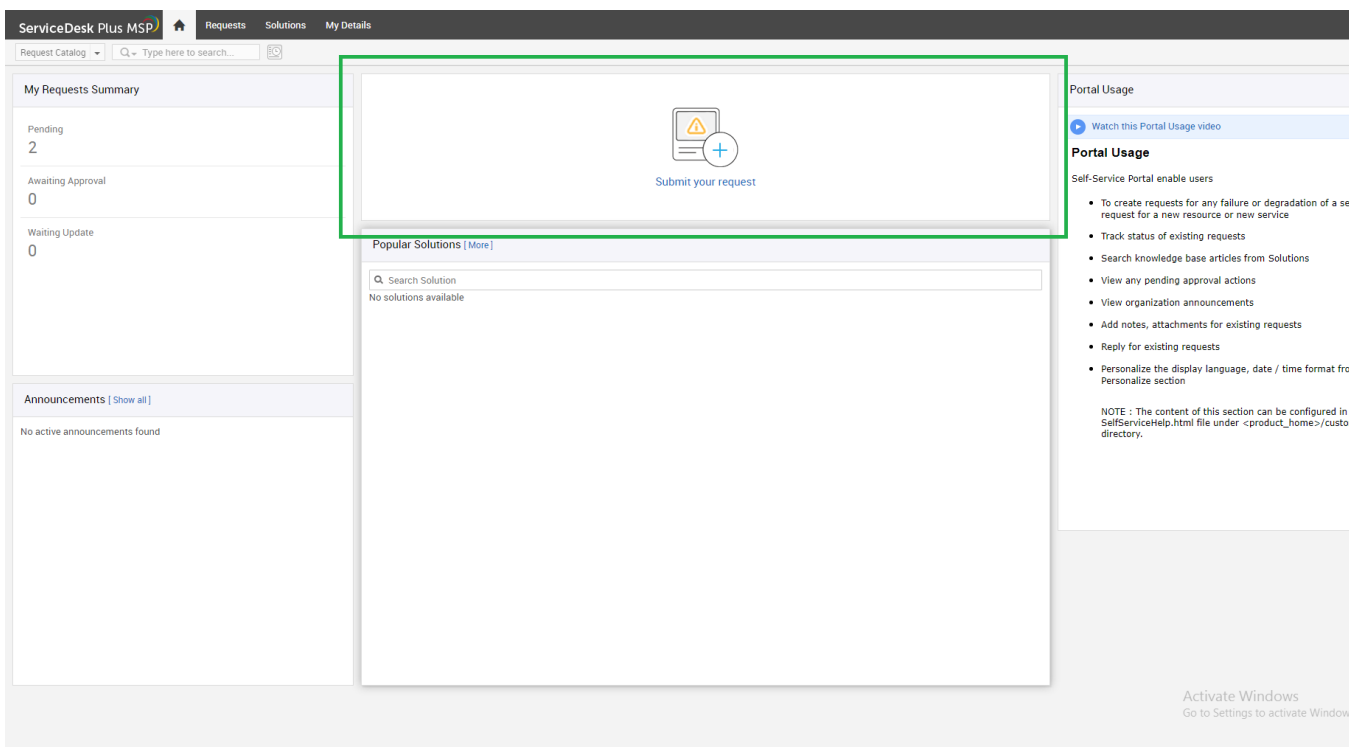 ServiceDesk Plus MSP
Requests Solutions My Details
Request Catalog Type here to search...
My Requests Summary
Pending
2
Awaiting Approval
0
Waiting Update
0
Announcements [ Show all ]
No active announcements found
Submit your request
Popular Solutions [ More ]
Search Solution
No solutions available
Portal Usage
Watch this Portal Usage video
Portal Usage
Self-Service Portal enable users
To create requests for any failure or degradation of a se
request for a new resource or new service
Track status of existing requests
Search knowledge base articles from Solutions
View any pending approval actions
View organization announcements
Add notes, attachments for existing requests
Reply for existing requests
Personalize the display language, date / time format fro
Personalize section
NOTE : The content of this section can be configured in
SelfServiceHelp.html file under <product_home>/custo
directory.
Activate Windows
Go to Settings to activate Window